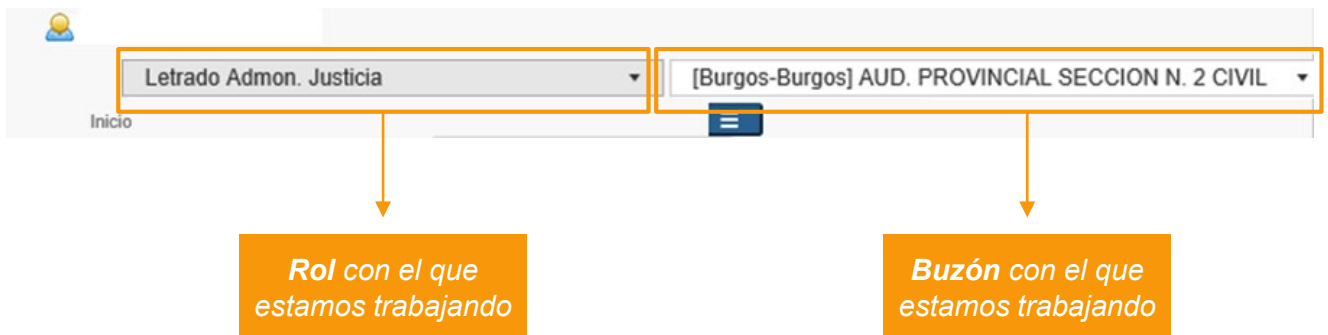 Letrado Admon. Justicia
[Burgos-Burgos] AUD. PROVINCIAL SECCION N. 2 CIVIL
Inicio
Rol con el que
estamos trabajando
Buzón con el que
estamos trabajando